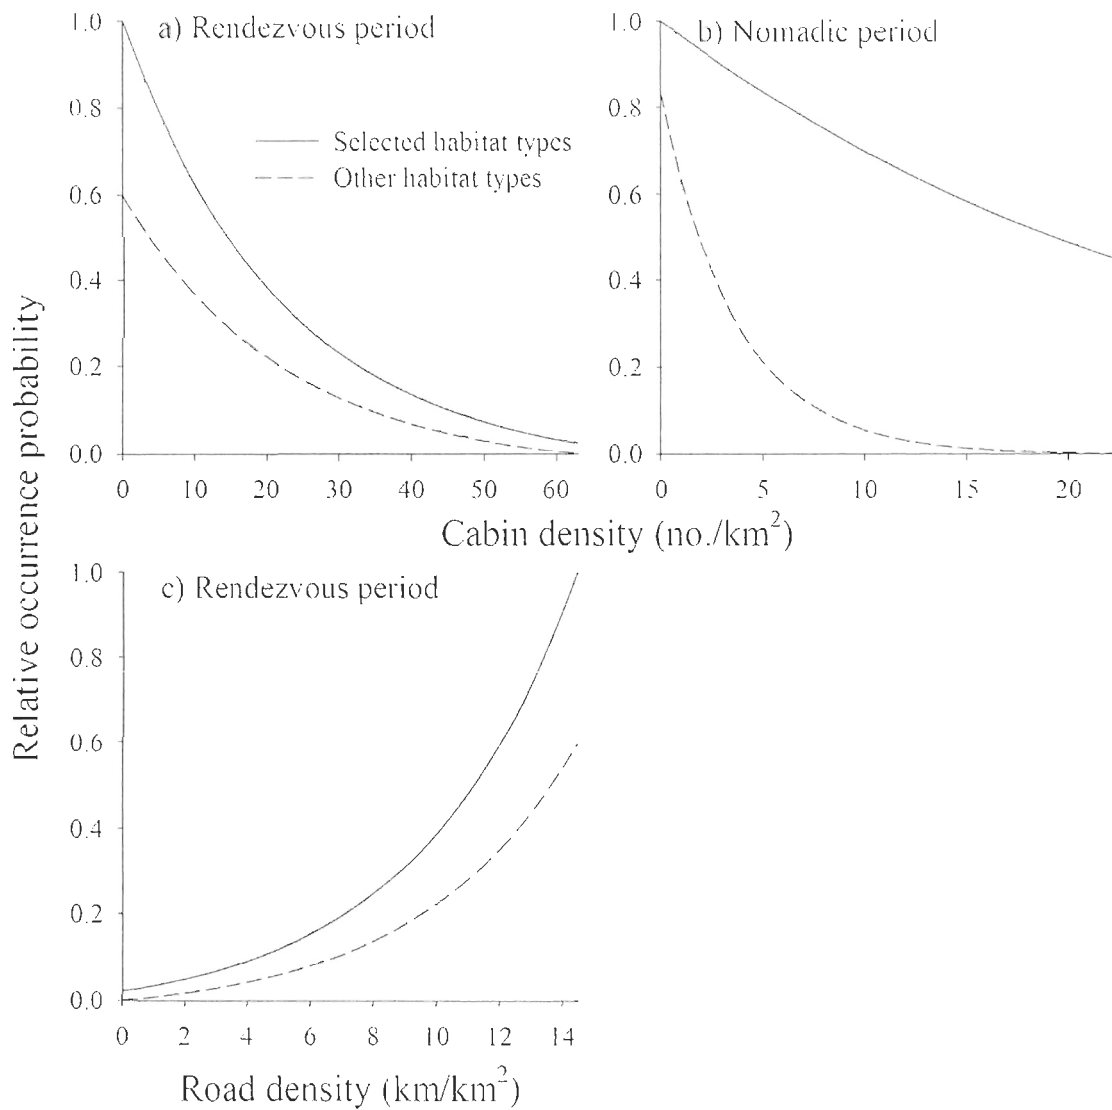 a) Rendezvous period
1.0
0.8
0.6
0.4
0.2
0.0
0 10 20 30 40 50 60
Selected habitat types
Other habitat types
b) Nomadic period
1.0
0.8
0.6
0.4
0.2
0.0
0 5 10 15 20
Cabin density (no./km²)
Relative occurrence probability
c) Rendezvous period
1.0
0.8
0.6
0.4
0.2
0.0
0 2 4 6 8 10 12 14
Road density (km/km²)